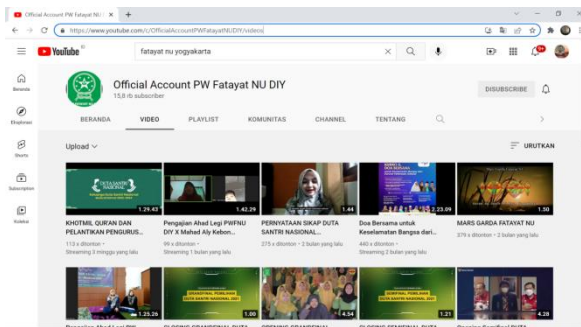 Official Account PW Fatayat NU D
https://www.youtube.com/c/OfficialAccountPWFatayatNUDIY/videos
YouTube ID
fatayat nu yogyakarta
Beranda
Eksplorasi
Shorts
Subscription
Koleksi
Official Account PW Fatayat NU DIY
15,8 rb subscriber
DISUBSCRIBE
BERANDA VIDEO PLAYLIST KOMUNITAS CHANNEL TENTANG
Upload
URUTKAN
DUTA SANTRI
NASIONAL
1.29.43
1.42.29
1.44
2.23.09
1.50
KHOTMIL QURAN DAN
PELANTIKAN PENGURUS...
113 x ditonton •
Streaming 3 minggu yang lalu
Pengajian Ahad Legi PWFNU
DIY X Mahad Aly Kebon...
99 x ditonton •
Streaming 1 bulan yang lalu
PERNYATAAN SIKAP DUTA
SANTRI NASIONAL...
275 x ditonton • 2 bulan yang lalu
Doa Bersama untuk
Keselamatan Bangsa dari...
440 x ditonton •
Streaming 2 bulan yang lalu
MARS GARDA FATAYAT NU
379 x ditonton • 2 bulan yang lalu
1.25.26
1.00
4.54
1.21
4.28